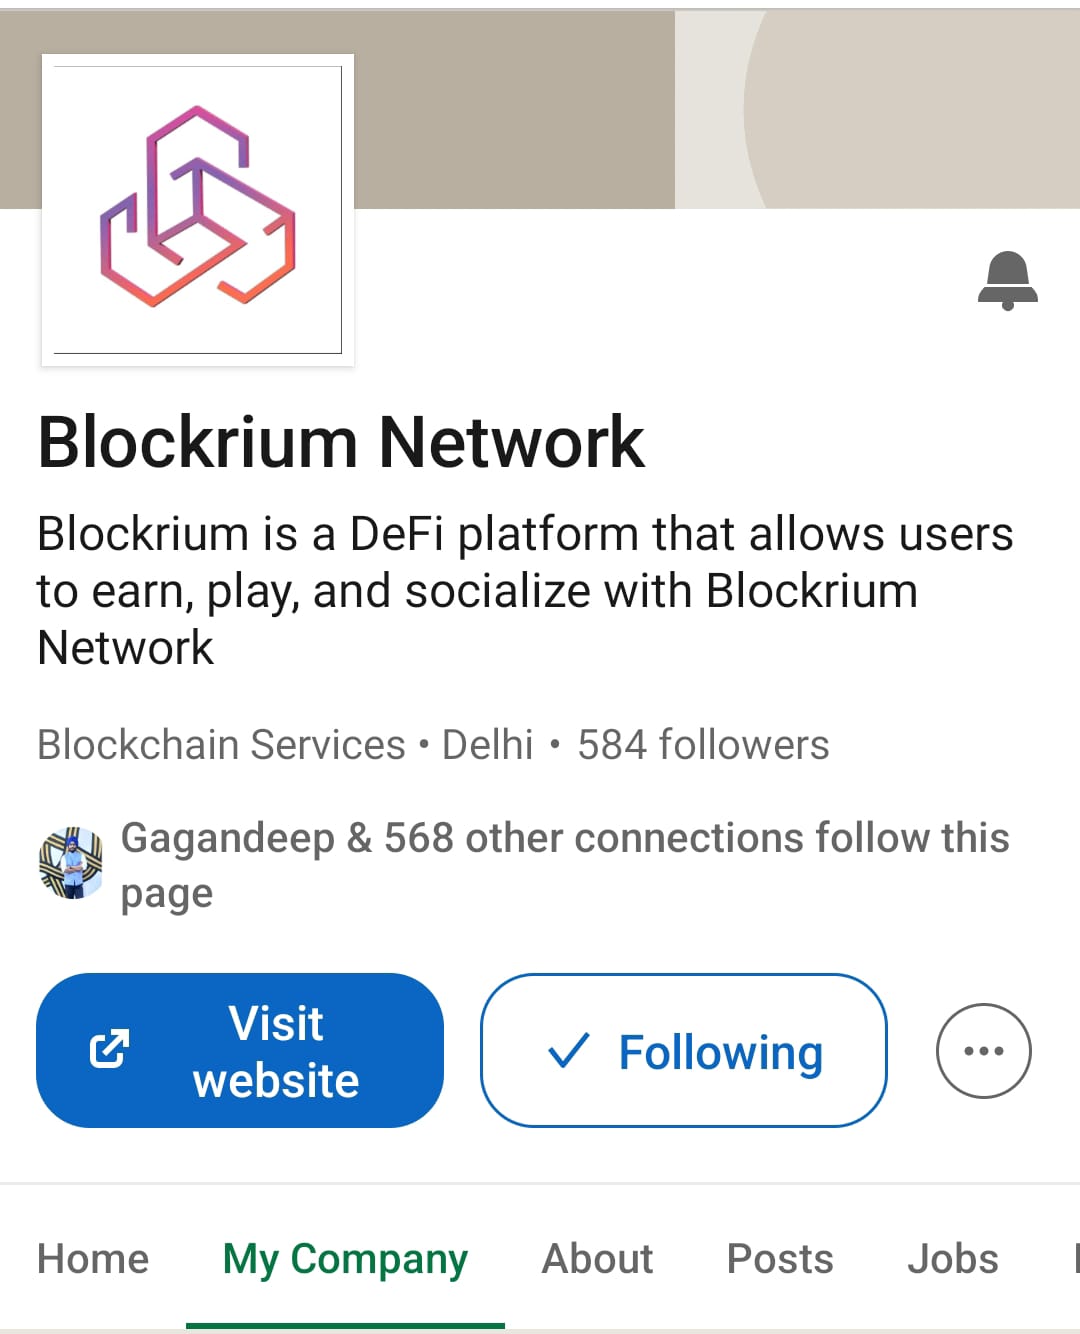 Blockrium Network
Blockrium is a DeFi platform that allows users
to earn, play, and socialize with Blockrium
Network
Blockchain Services • Delhi • 584 followers
Gagandeep & 568 other connections follow this
page
Visit
website
Following
Home My Company About Posts Jobs